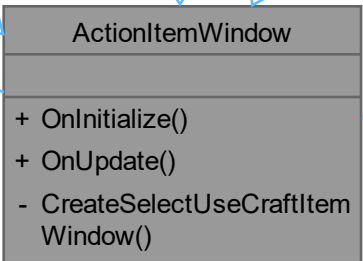 ActionItemWindow
+ OnInitialize()
+ OnUpdate()
- CreateSelectUseCraftItem
Window()